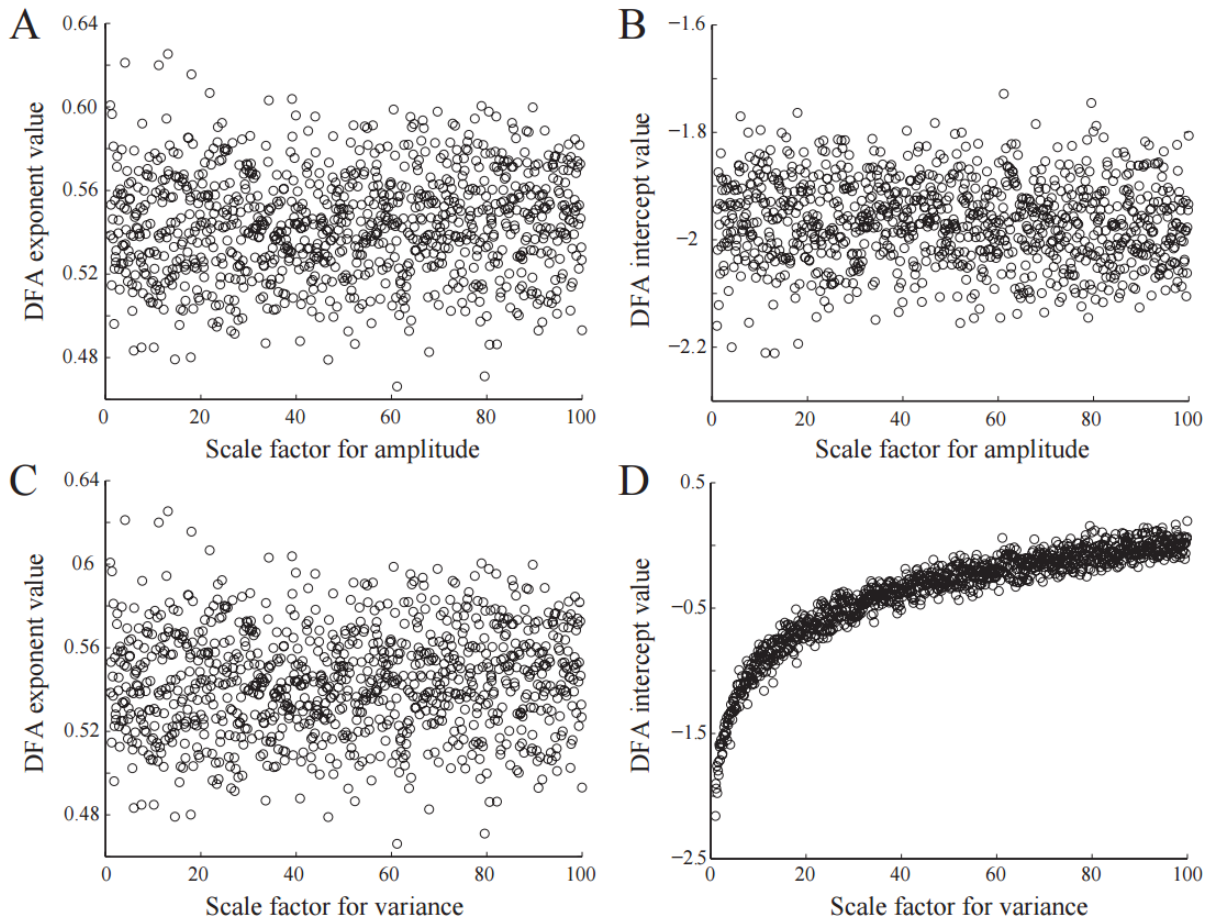 A
0.64
0.60
0.56
0.52
0.48
DFA exponent value
0 20 40 60 80 100
Scale factor for amplitude
B
−1.6
−1.8
−2
−2.2
DFA intercept value
0 20 40 60 80 100
Scale factor for amplitude
C
0.64
0.6
0.56
0.52
0.48
DFA exponent value
0 20 40 60 80 100
Scale factor for variance
D
0.5
−0.5
−1.5
−2.5
DFA intercept value
0 20 40 60 80 100
Scale factor for variance